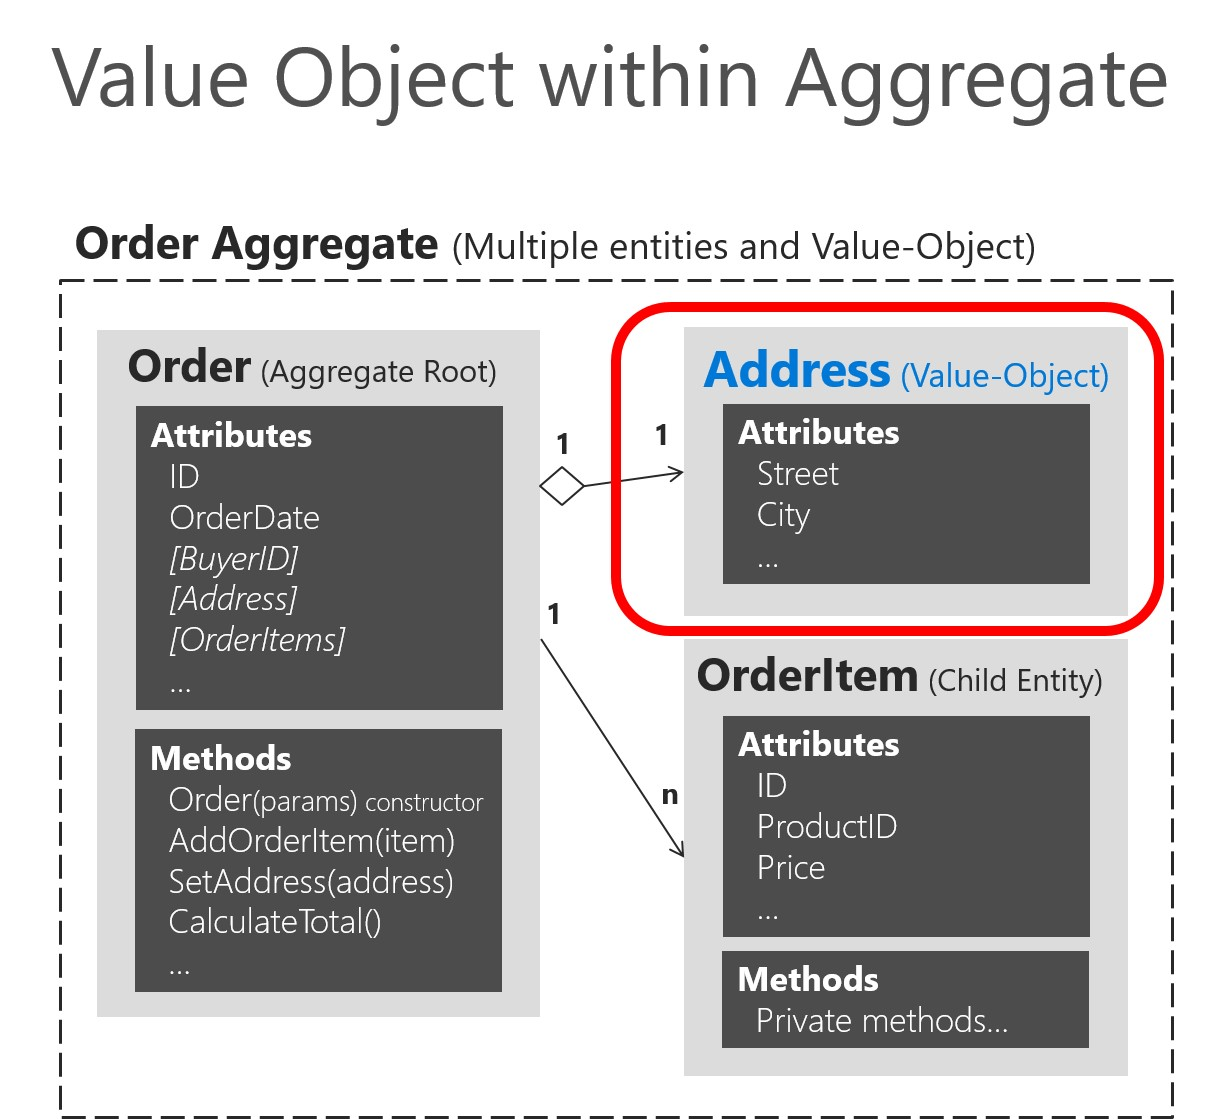 Value Object within Aggregate
Order Aggregate (Multiple entities and Value-Object)
Order (Aggregate Root)
Attributes
ID
OrderDate
[BuyerID]
[Address]
[OrderItems]
...
Methods
Order(params) constructor
AddOrderItem(item)
SetAddress(address)
CalculateTotal()
...
1
1
Address (Value-Object)
Attributes
Street
City
...
1
n
OrderItem (Child Entity)
Attributes
ID
ProductID
Price
...
Methods
Private methods...